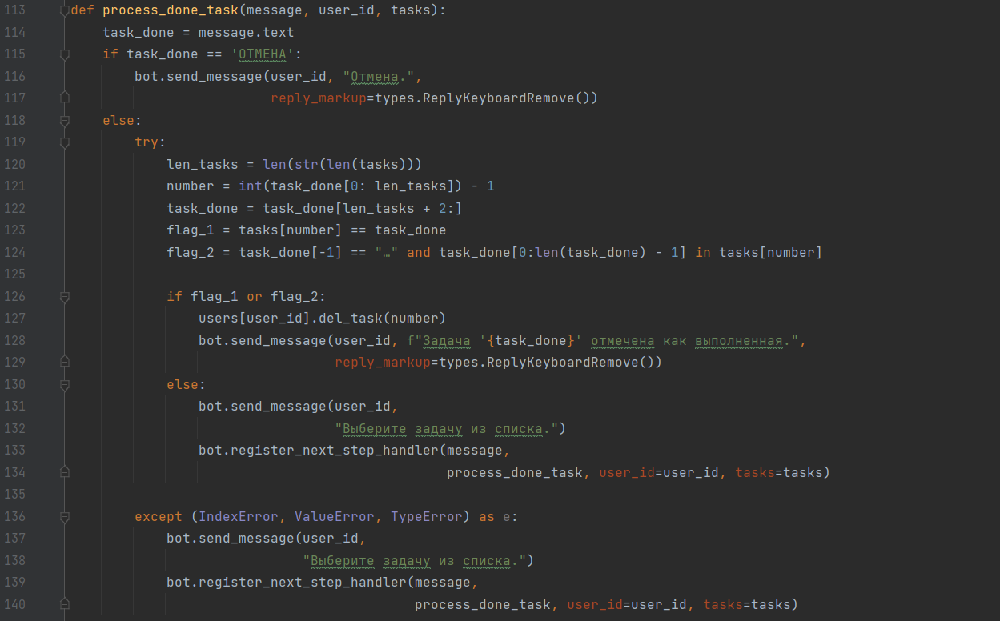 113 def process_done_task(message, user_id, tasks):
114     task_done = message.text
115     if task_done == 'ОТМЕНА':
116         bot.send_message(user_id, "Отмена.",
117                          reply_markup=types.ReplyKeyboardRemove())
118     else:
119         try:
120             len_tasks = len(str(len(tasks)))
121             number = int(task_done[0: len_tasks]) - 1
122             task_done = task_done[len_tasks + 2:]
123             flag_1 = tasks[number] == task_done
124             flag_2 = task_done[-1] == "…" and task_done[0:len(task_done) - 1] in tasks[number]
125
126             if flag_1 or flag_2:
127                 users[user_id].del_task(number)
128                 bot.send_message(user_id, f"Задача '{task_done}' отмечена как выполненная.",
129                                  reply_markup=types.ReplyKeyboardRemove())
130             else:
131                 bot.send_message(user_id,
132                                  "Выберите задачу из списка.")
133                 bot.register_next_step_handler(message,
134                                                process_done_task, user_id=user_id, tasks=tasks)
135
136         except (IndexError, ValueError, TypeError) as e:
137             bot.send_message(user_id,
138                              "Выберите задачу из списка.")
139             bot.register_next_step_handler(message,
140                                            process_done_task, user_id=user_id, tasks=tasks)